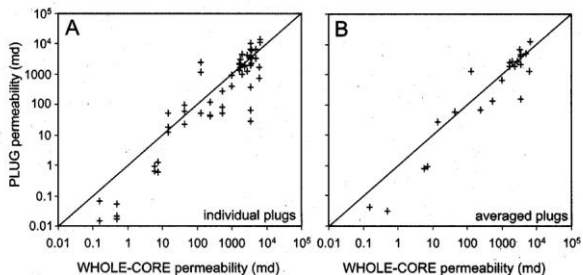 A
B
PLUG permeability (md)
10⁵
10⁴
1000
100
10
1
0.1
0.01
individual plugs
averaged plugs
0.01 0.1 1 10 100 1000 10⁴ 10⁵
0.01 0.1 1 10 100 1000 10⁴ 10⁵
WHOLE-CORE permeability (md)
WHOLE-CORE permeability (md)